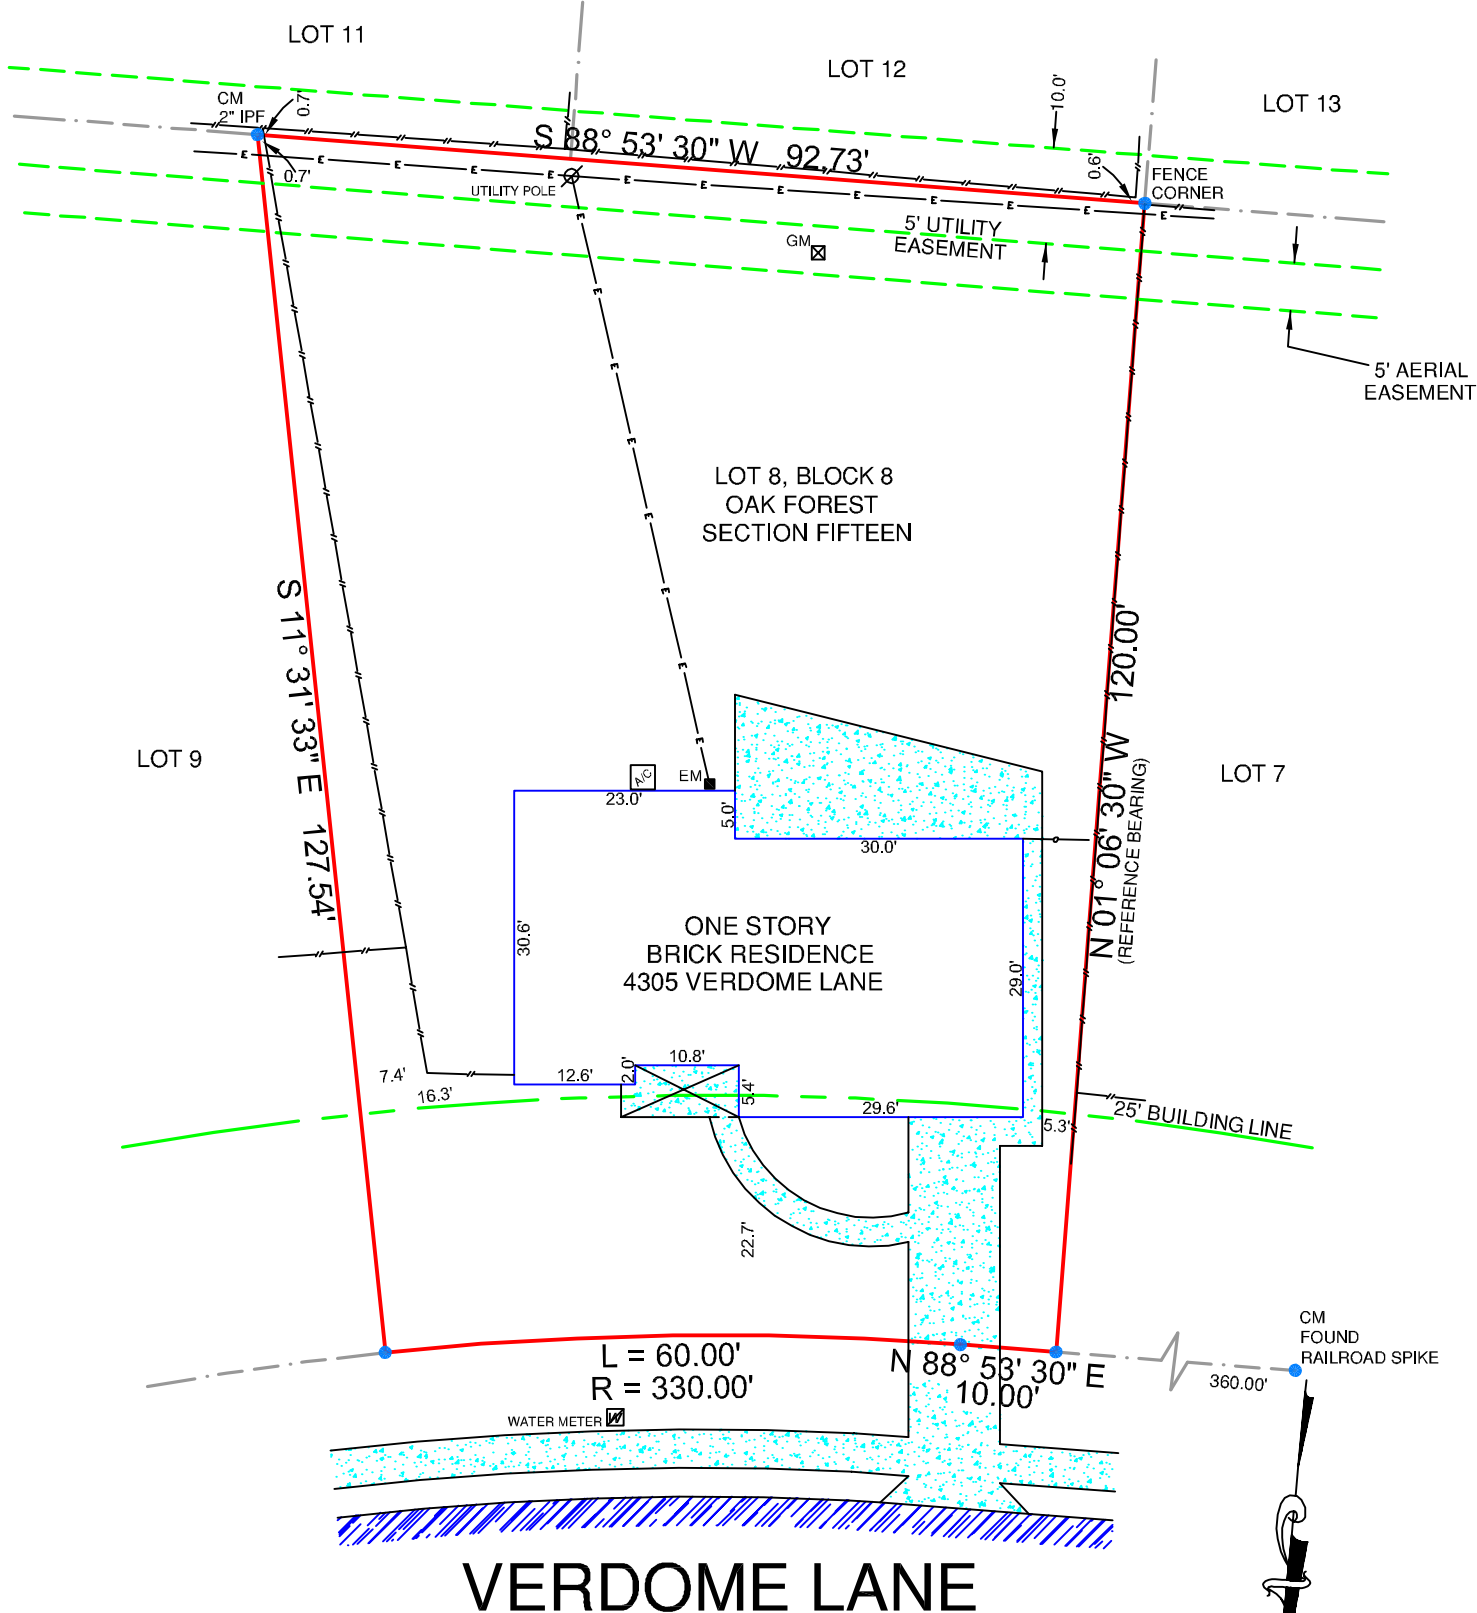 LOT 11
LOT 12
LOT 13
CM
2" IPF
0.7'
10.0'
S 88° 53' 30" W 92.73'
0.7'
UTILITY POLE
0.6'
FENCE
CORNER
5' UTILITY
EASEMENT
GM
5' AERIAL
EASEMENT
LOT 8, BLOCK 8
OAK FOREST
SECTION FIFTEEN
S 11° 31' 33" E 127.54'
N 01° 06' 30" W 120.00'
(REFERENCE BEARING)
LOT 9
LOT 7
A/C
EM
23.0'
5.0'
30.0'
30.6'
ONE STORY
BRICK RESIDENCE
4305 VERDOME LANE
29.0'
7.4'
16.3'
12.6'
2.0'
10.8'
5.4'
29.6'
5.3'
25' BUILDING LINE
22.7'
L = 60.00'
R = 330.00'
N 88° 53' 30" E
10.00'
CM
FOUND
RAILROAD SPIKE
360.00'
WATER METER W
VERDOME LANE